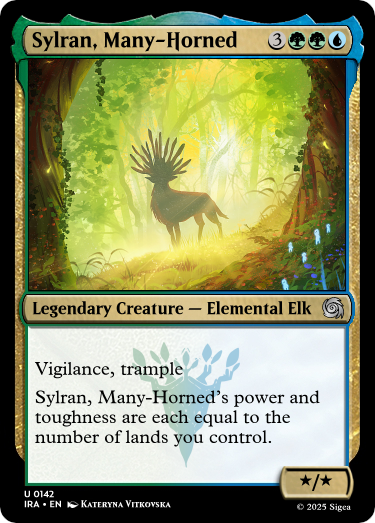 Sylran, Many-Horned 3
Legendary Creature — Elemental Elk
Vigilance, trample
Sylran, Many-Horned's power and
toughness are each equal to the
number of lands you control.
★/★
U 0142
IRA • EN Kateryna Vitkovska
© 2025 Sigea